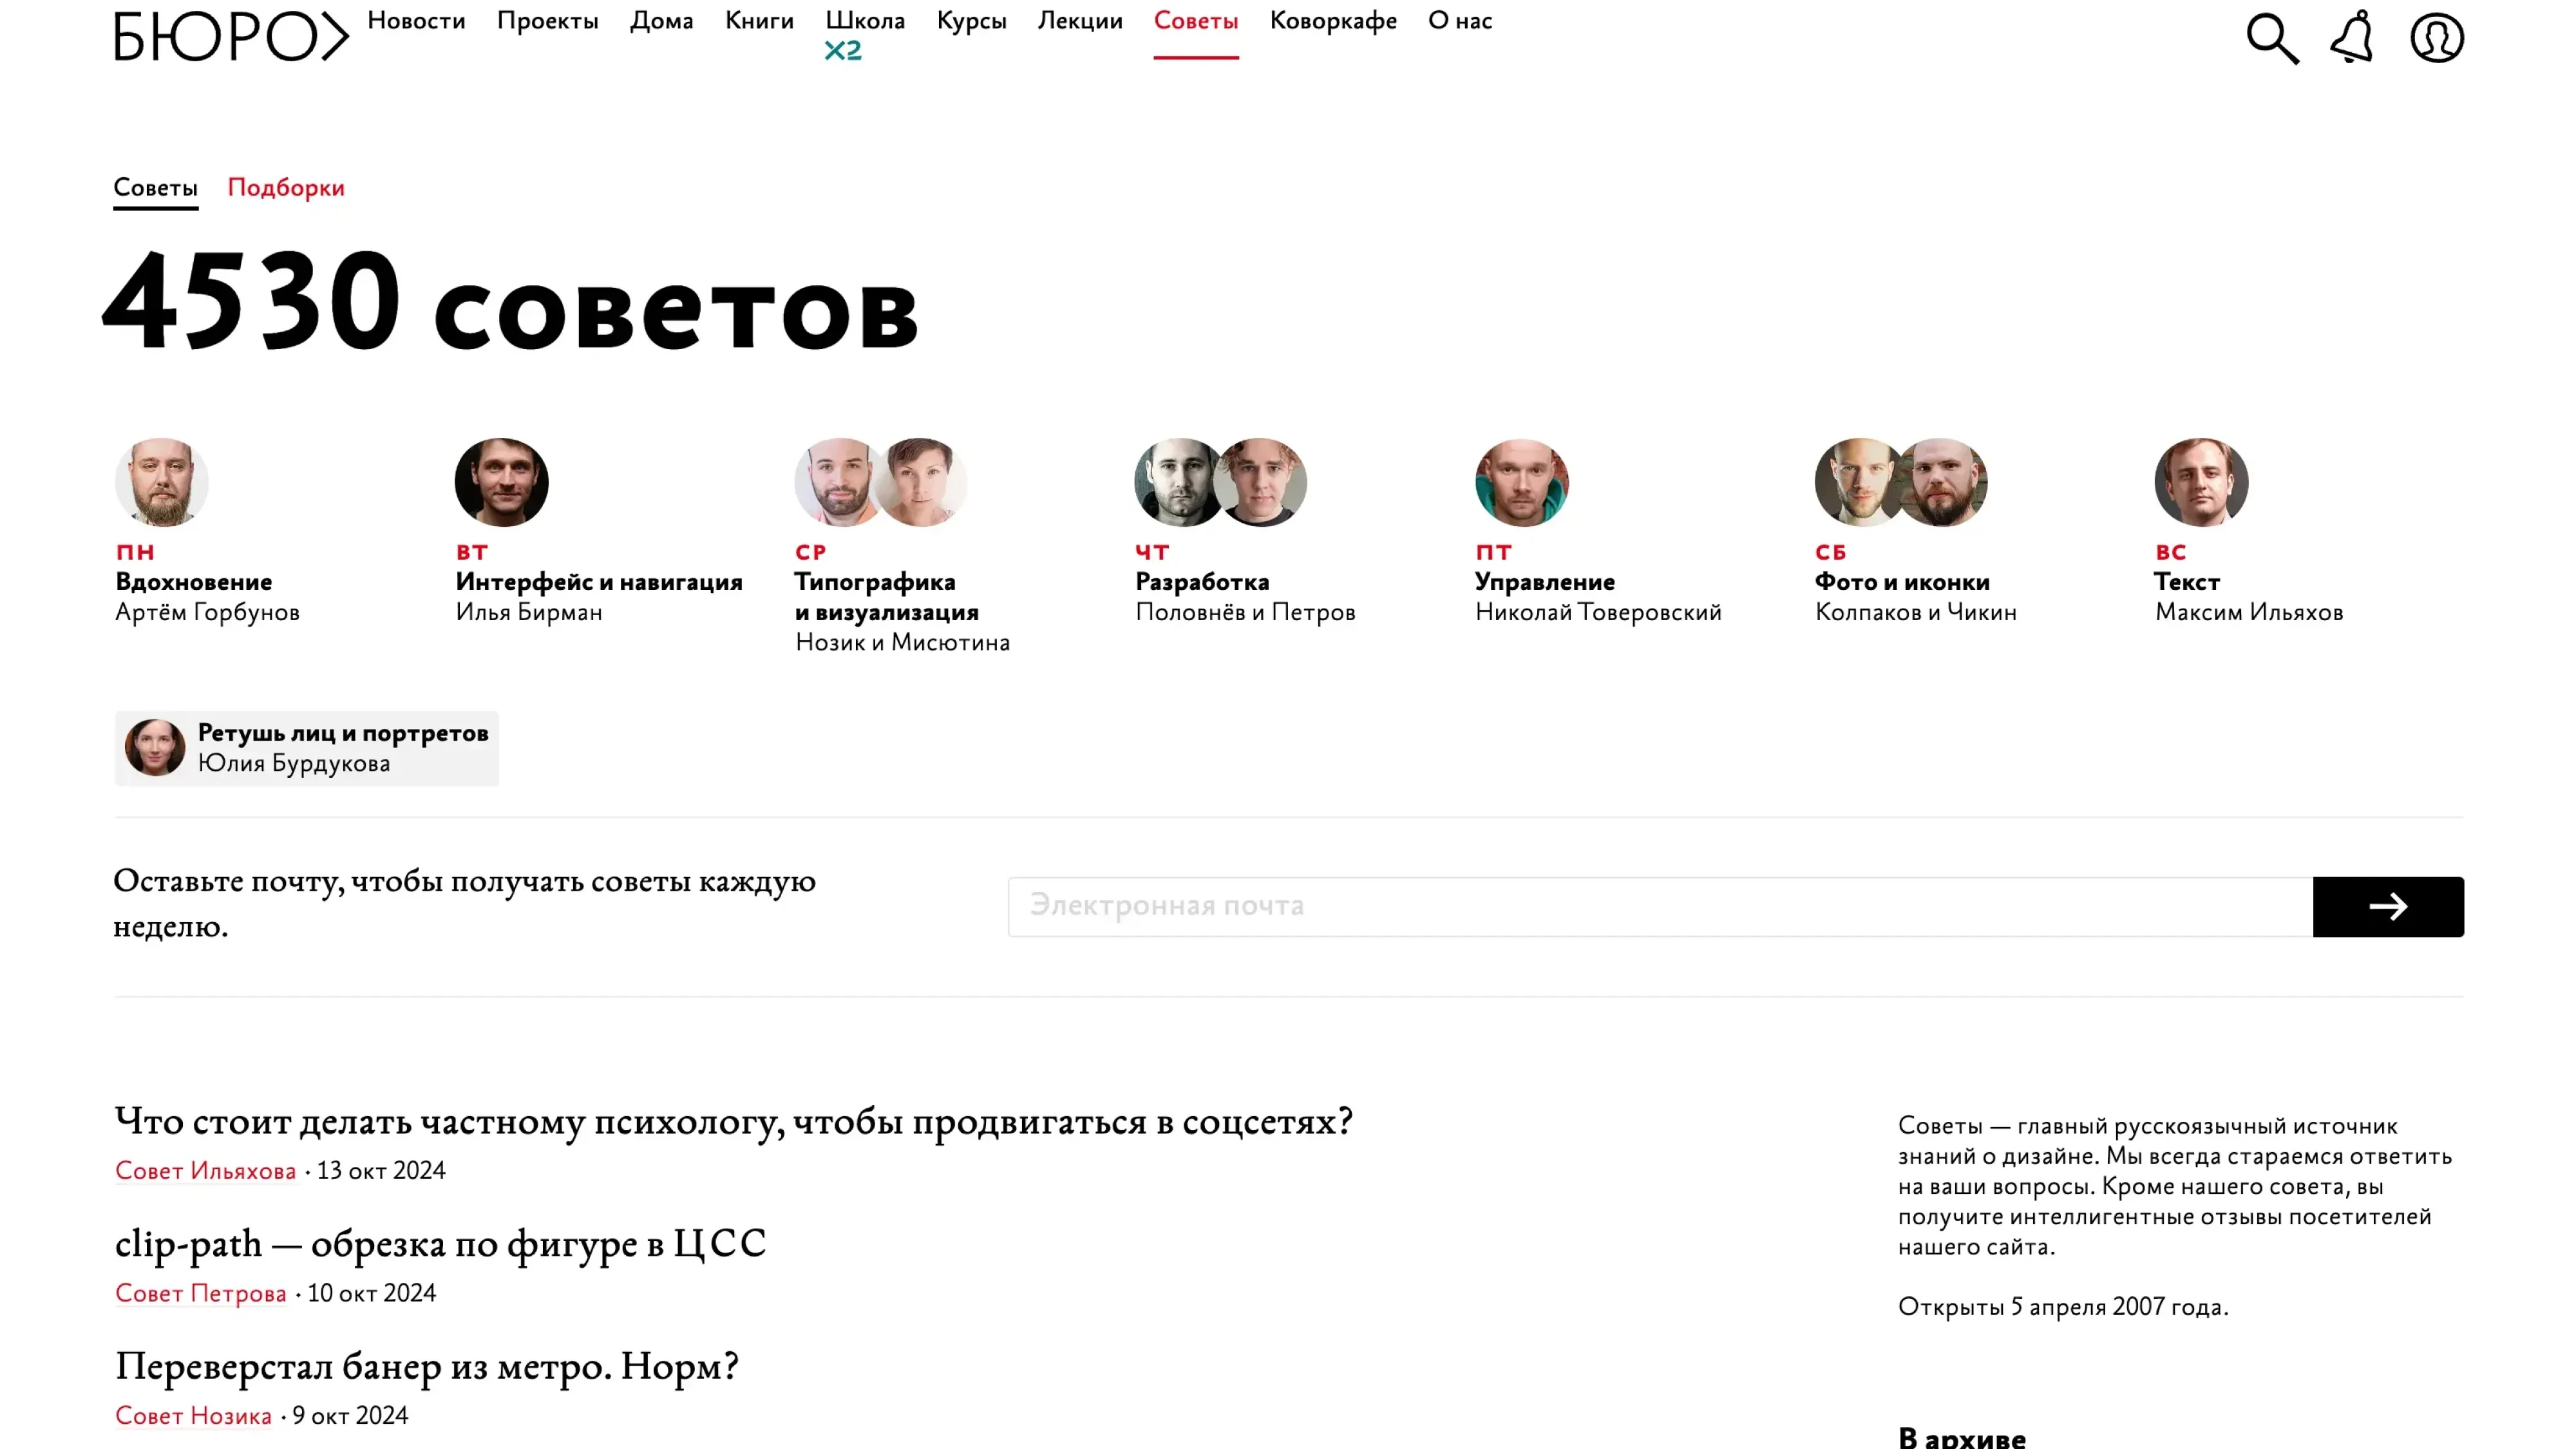 БЮРО
Новости Проекты Дома Книги Школа Курсы Лекции Советы Коворкафе О нас
×2
Советы Подборки
4530 советов
ПН
Вдохновение
Артём Горбунов
ВТ
Интерфейс и навигация
Илья Бирман
СР
Типографика
и визуализация
Нозик и Мисютина
ЧТ
Разработка
Половнёв и Петров
ПТ
Управление
Николай Товеровский
СБ
Фото и иконки
Колпаков и Чикин
ВС
Текст
Максим Ильяхов
Ретушь лиц и портретов
Юлия Бурдукова
Оставьте почту, чтобы получать советы каждую
неделю.
Электронная почта
Что стоит делать частному психологу, чтобы продвигаться в соцсетях?
Совет Ильяхова · 13 окт 2024
clip-path — обрезка по фигуре в ЦСС
Совет Петрова · 10 окт 2024
Переверстал банер из метро. Норм?
Совет Нозика · 9 окт 2024
Советы — главный русскоязычный источник
знаний о дизайне. Мы всегда стараемся ответить
на ваши вопросы. Кроме нашего совета, вы
получите интеллигентные отзывы посетителей
нашего сайта.
Открыты 5 апреля 2007 года.
В архиве